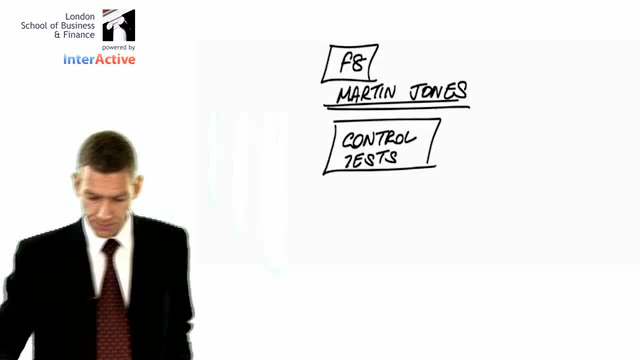 London
School of Business
& Finance
powered by
InterActive
F8
MARTIN JONES
CONTROL
TESTS